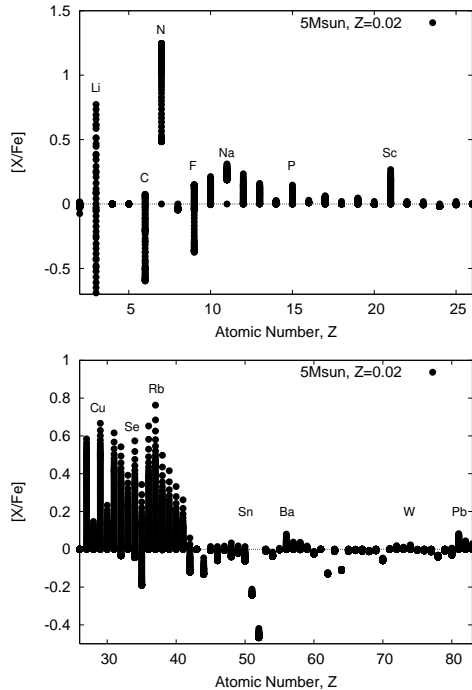 1.5
5Msun, Z=0.02
N
1
Li
[X/Fe]
0.5
Na
Sc
C
F
P
0
-0.5
5
10
15
20
25
Atomic Number, Z
1
5Msun, Z=0.02
0.8
Rb
Cu
0.6
Se
[X/Fe]
0.4
0.2
Sn
Ba
W
Pb
0
-0.2
-0.4
30
40
50
60
70
80
Atomic Number, Z